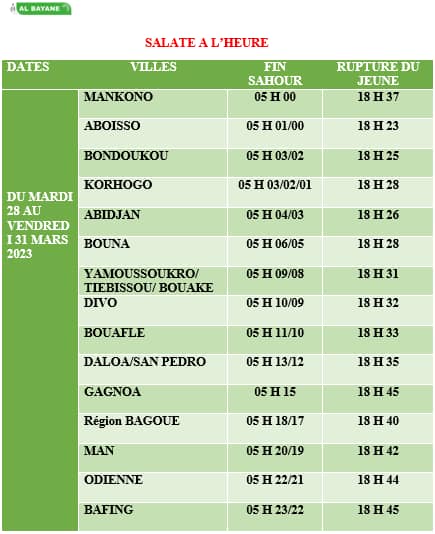 AL BAYANE
SALATE A L’HEURE
DATES VILLES FIN SAHOUR RUPTURE DU JEUNE
DU MARDI
28 AU
VENDRED
I 31 MARS
2023
MANKONO 05 H 00 18 H 37
ABOISSO 05 H 01/00 18 H 23
BONDOUKOU 05 H 03/02 18 H 25
KORHOGO 05 H 03/02/01 18 H 28
ABIDJAN 05 H 04/03 18 H 26
BOUNA 05 H 06/05 18 H 28
YAMOUSSOUKRO/ TIEBISSOU/ BOUAKE 05 H 09/08 18 H 31
DIVO 05 H 10/09 18 H 32
BOUAFLE 05 H 11/10 18 H 33
DALOA/SAN PEDRO 05 H 13/12 18 H 35
GAGNOA 05 H 15 18 H 45
Région BAGOUE 05 H 18/17 18 H 40
MAN 05 H 20/19 18 H 42
ODIENNE 05 H 22/21 18 H 44
BAFING 05 H 23/22 18 H 45